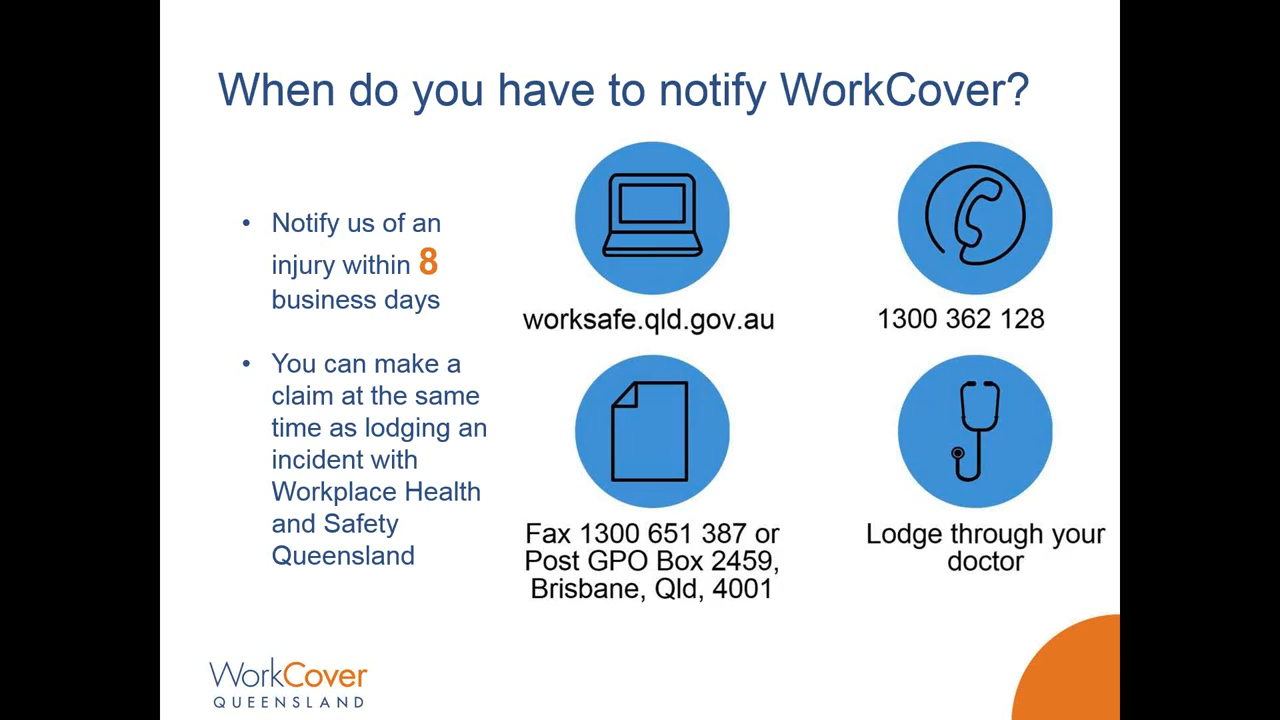 When do you have to notify WorkCover?
• Notify us of an
injury within 8
business days
• You can make a
claim at the same
time as lodging an
incident with
Workplace Health
and Safety
Queensland
worksafe.qld.gov.au
1300 362 128
Fax 1300 651 387 or
Post GPO Box 2459,
Brisbane, Qld, 4001
Lodge through your
doctor
WorkCover
QUEENSLAND